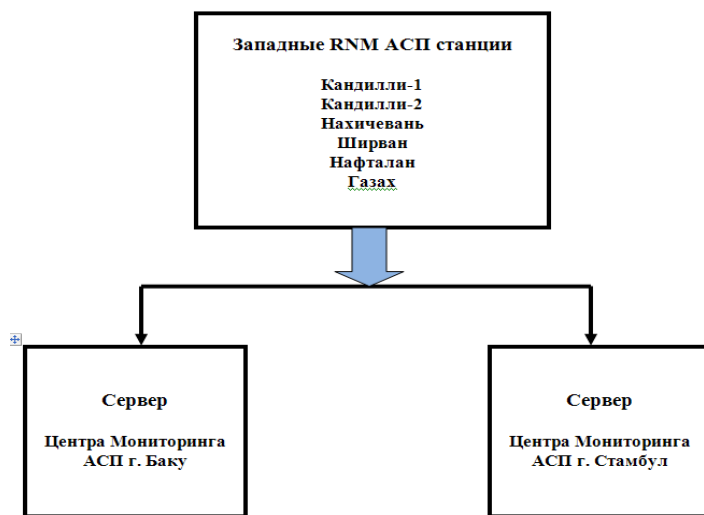 Западные RNM АСП станции
Кандилли-1
Кандилли-2
Нахичевань
Ширван
Нафталан
Газах
Сервер
Центра Мониторинга
АСП г. Баку
Сервер
Центра Мониторинга
АСП г. Стамбул